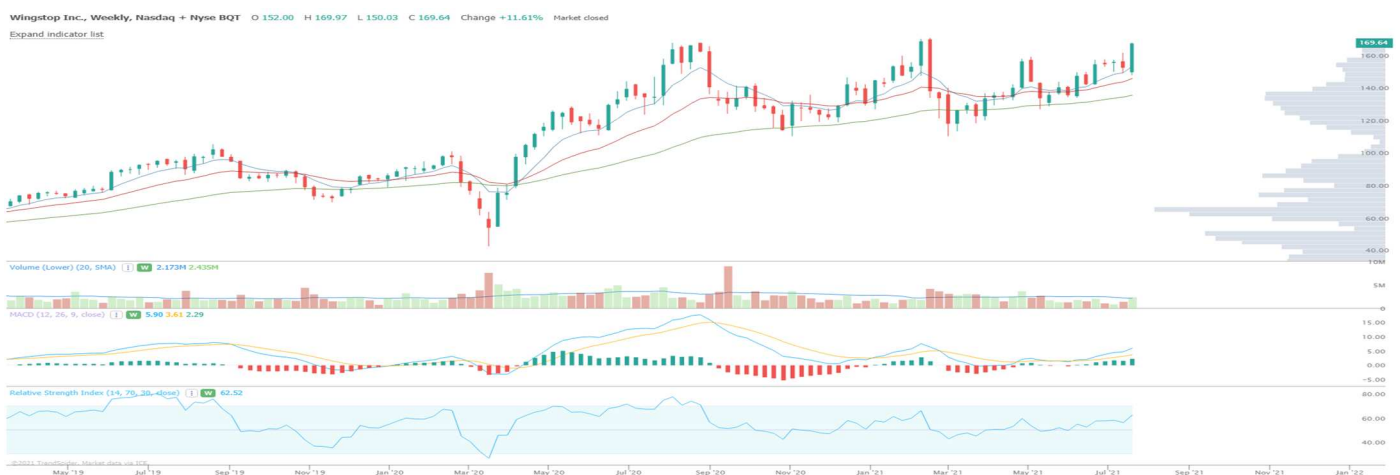 Wingstop Inc., Weekly, Nasdaq + Nyse BQT O 152.00 H 169.97 L 150.03 C 169.64 Change +11.61% Market closed
Expand indicator list
169.64
160.00
140.00
120.00
100.00
80.00
60.00
40.00
Volume (Lower) (20, SMA) W 2.173M 2.435M
10M
5M
0
MACD (12, 26, 9, close) W 5.90 3.61 2.29
15.00
10.00
5.00
0.00
-5.00
Relative Strength Index (14, 70, 30, close) W 62.52
80.00
60.00
40.00
©2021 TrendSpider, Market data via ICE
May '19 Jul '19 Sep '19 Nov '19 Jan '20 Mar '20 May '20 Jul '20 Sep '20 Nov '20 Jan '21 Mar '21 May '21 Jul '21 Sep '21 Nov '21 Jan '22